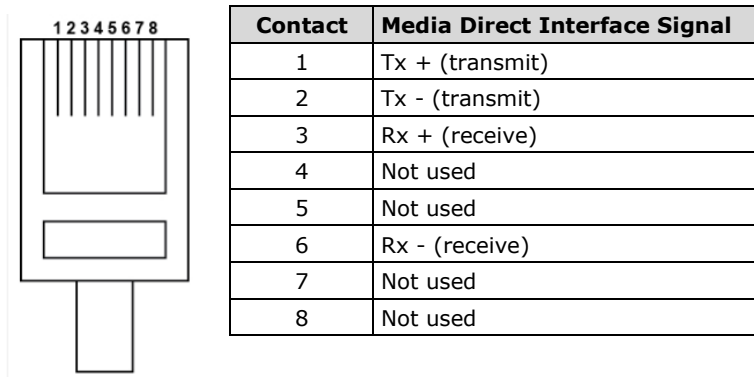 12345678
Contact Media Direct Interface Signal
1 Tx + (transmit)
2 Tx - (transmit)
3 Rx + (receive)
4 Not used
5 Not used
6 Rx - (receive)
7 Not used
8 Not used